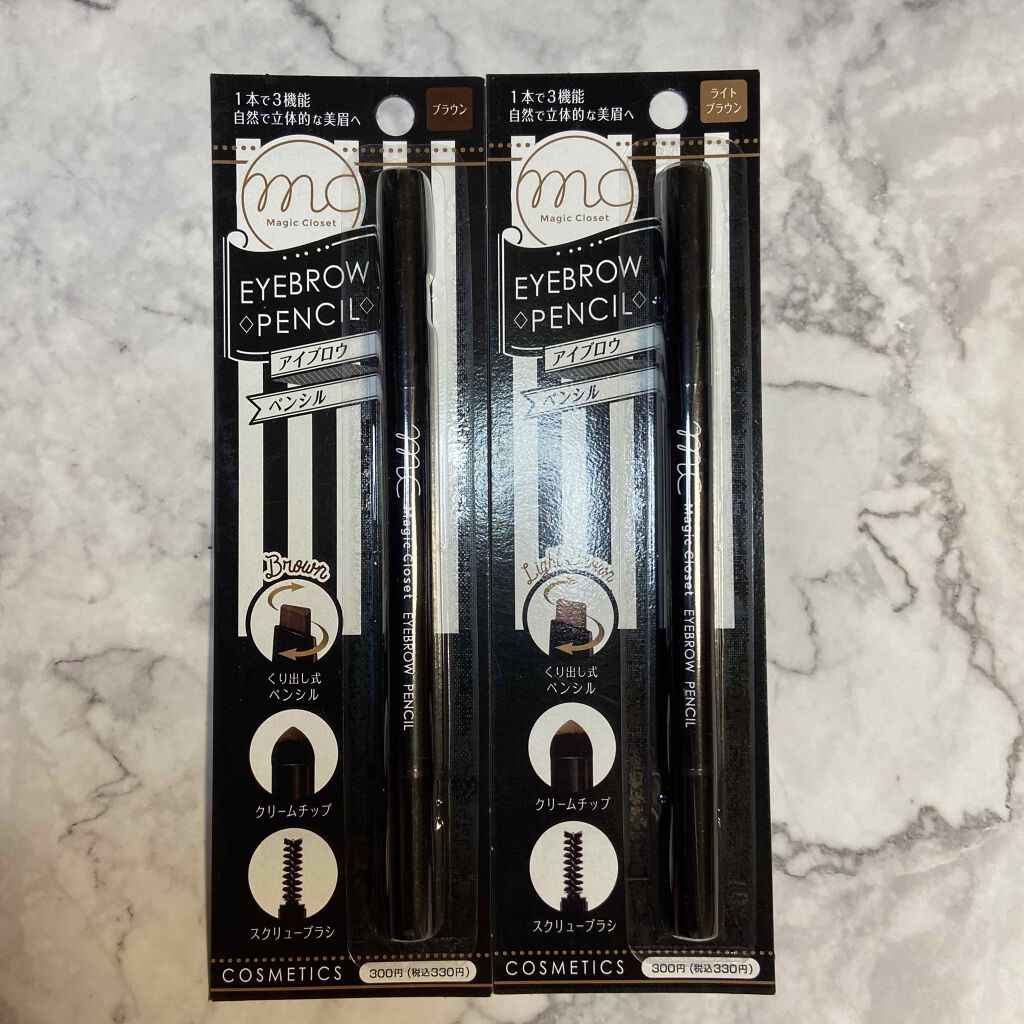 1本で3機能
自然で立体的な美眉へ
ブラウン
mc
Magic Closet
EYEBROW
PENCIL
アイブロウ
ペンシル
Brown
くり出し式
ペンシル
クリームチップ
スクリューブラシ
COSMETICS
300円(税込330円)
mc Magic Closet EYEBROW PENCIL
1本で3機能
自然で立体的な美眉へ
ライト
ブラウン
mc
Magic Closet
EYEBROW
PENCIL
アイブロウ
ペンシル
Light Brown
くり出し式
ペンシル
クリームチップ
スクリューブラシ
COSMETICS
300円(税込330円)
mc Magic Closet EYEBROW PENCIL